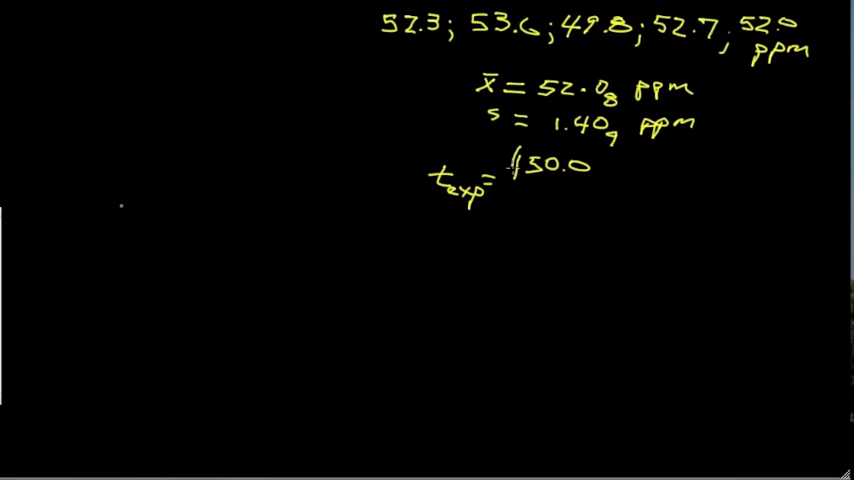 52.3; 53.6; 49.8; 52.7; 52.0 ppm
x̄ = 52.08 ppm
s = 1.409 ppm
texp = |50.0